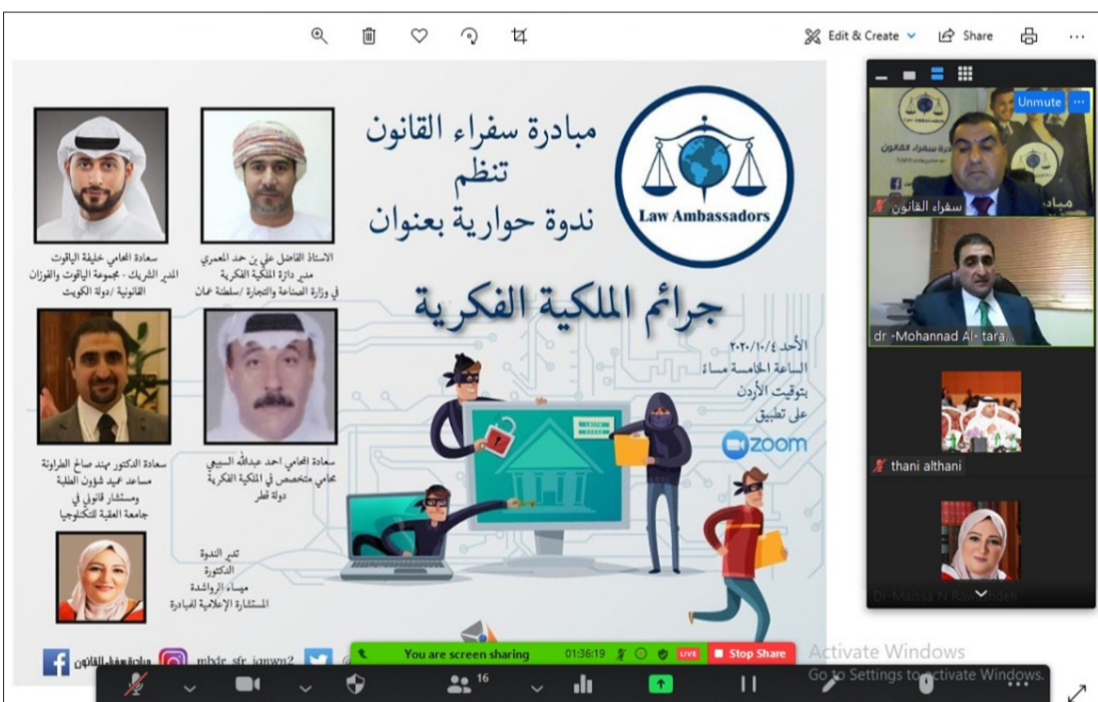 Edit & Create
Share
مبادرة سفراء القانون
تنظم
ندوة حوارية بعنوان
Law Ambassadors
جرائم الملكية الفكرية
الأحد ٢٠٢٠/١٠/٤
الساعة الخامسة مساءً
بتوقيت الأردن
على تطبيق
zoom
الاستاذ الفاضل علي بن حمد المعمري
مدير دائرة الملكية الفكرية
في وزارة الصناعة والتجارة /سلطنة عمان
سعادة المحامي خليفة الياقوت
المدير الشريك - مجموعة الياقوت والفوزان
القانونية /دولة الكويت
سعادة المحامي احمد عبدالله السبيعي
محامي متخصص في الملكية الفكرية
دولة قطر
سعادة الدكتور مهند صالح الطراونة
مساعد عميد شؤون الطلبة
ومستشار قانوني في
جامعة العقبة للتكنلوجيا
تدير الندوة
الدكتورة
ميساء الرواشدة
المستشارة الإعلامية للمبادرة
mbdr_sfr_
Unmute
Law Ambassadors
سفراء القانون
dr -Mohannad Al- tara...
thani althani
Dr-Maissa N
You are screen sharing
01:36:19
LIVE
Stop Share
16
Activate Windows
Go to Settings to activate Windows.